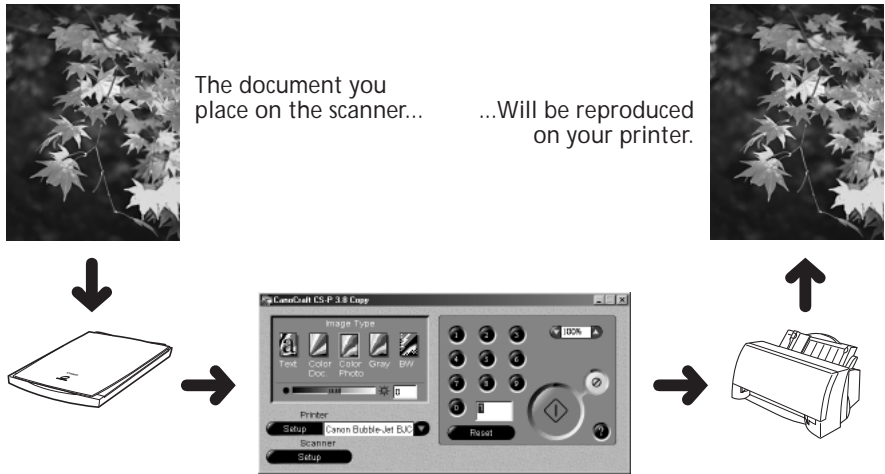 The document you
place on the scanner...
...Will be reproduced
on your printer.
CanoCraft CS-P 3.8 Copy
Image Type
Text
Color
Doc.
Color
Photo
Gray
BW
a
0
Printer
Setup
Canon Bubble-Jet BJC
Scanner
Setup
1
2
3
100%
4
5
6
7
8
9
0
1
Reset
?